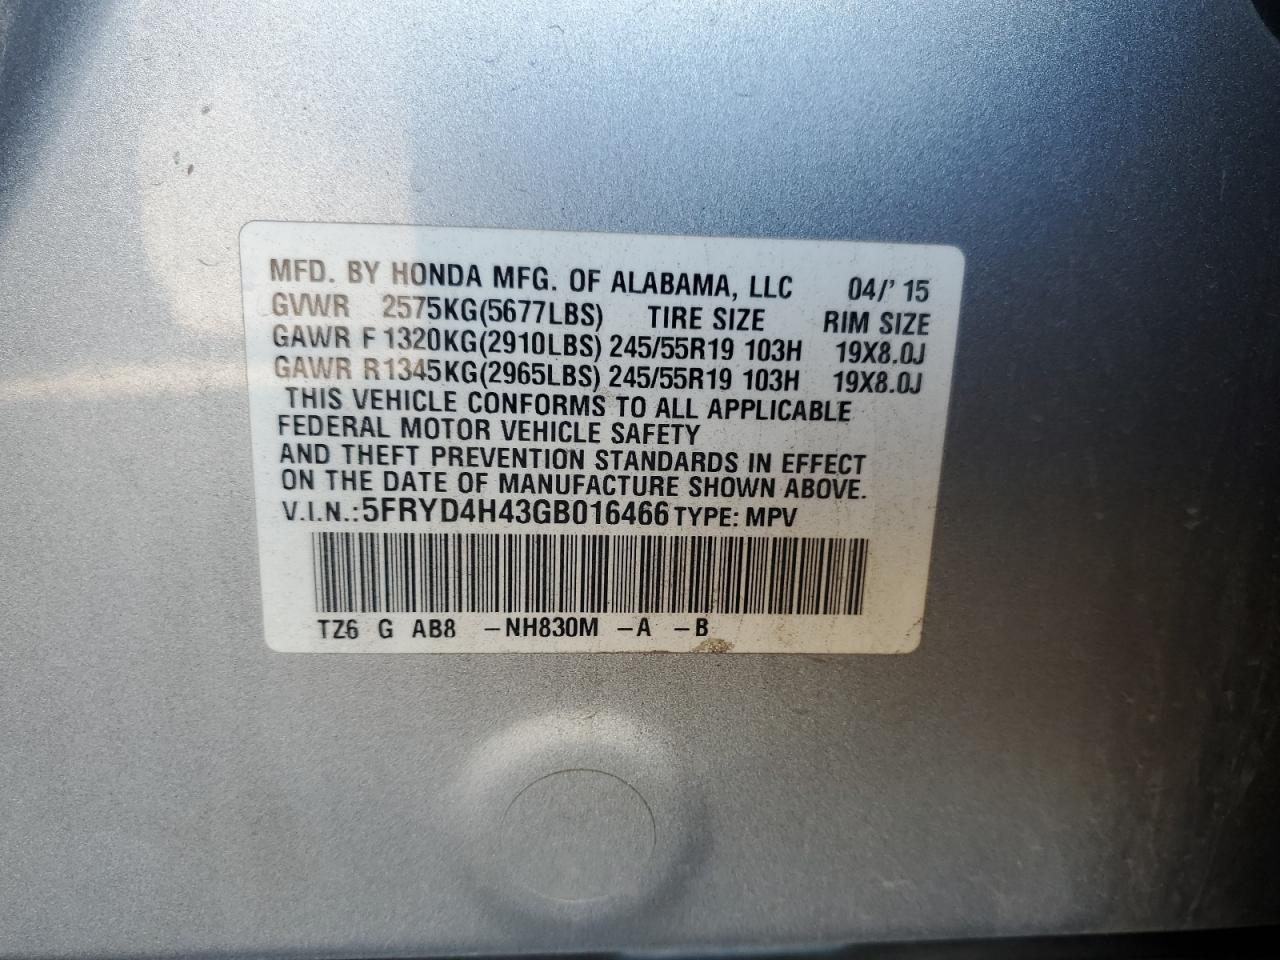 MFD. BY HONDA MFG. OF ALABAMA, LLC 04/' 15
GVWR 2575KG(5677LBS) TIRE SIZE RIM SIZE
GAWR F 1320KG(2910LBS) 245/55R19 103H 19X8.0J
GAWR R1345KG(2965LBS) 245/55R19 103H 19X8.0J
THIS VEHICLE CONFORMS TO ALL APPLICABLE
FEDERAL MOTOR VEHICLE SAFETY
AND THEFT PREVENTION STANDARDS IN EFFECT
ON THE DATE OF MANUFACTURE SHOWN ABOVE.
V.I.N.:5FRYD4H43GB016466 TYPE: MPV
TZ6 G AB8 -NH830M -A -B